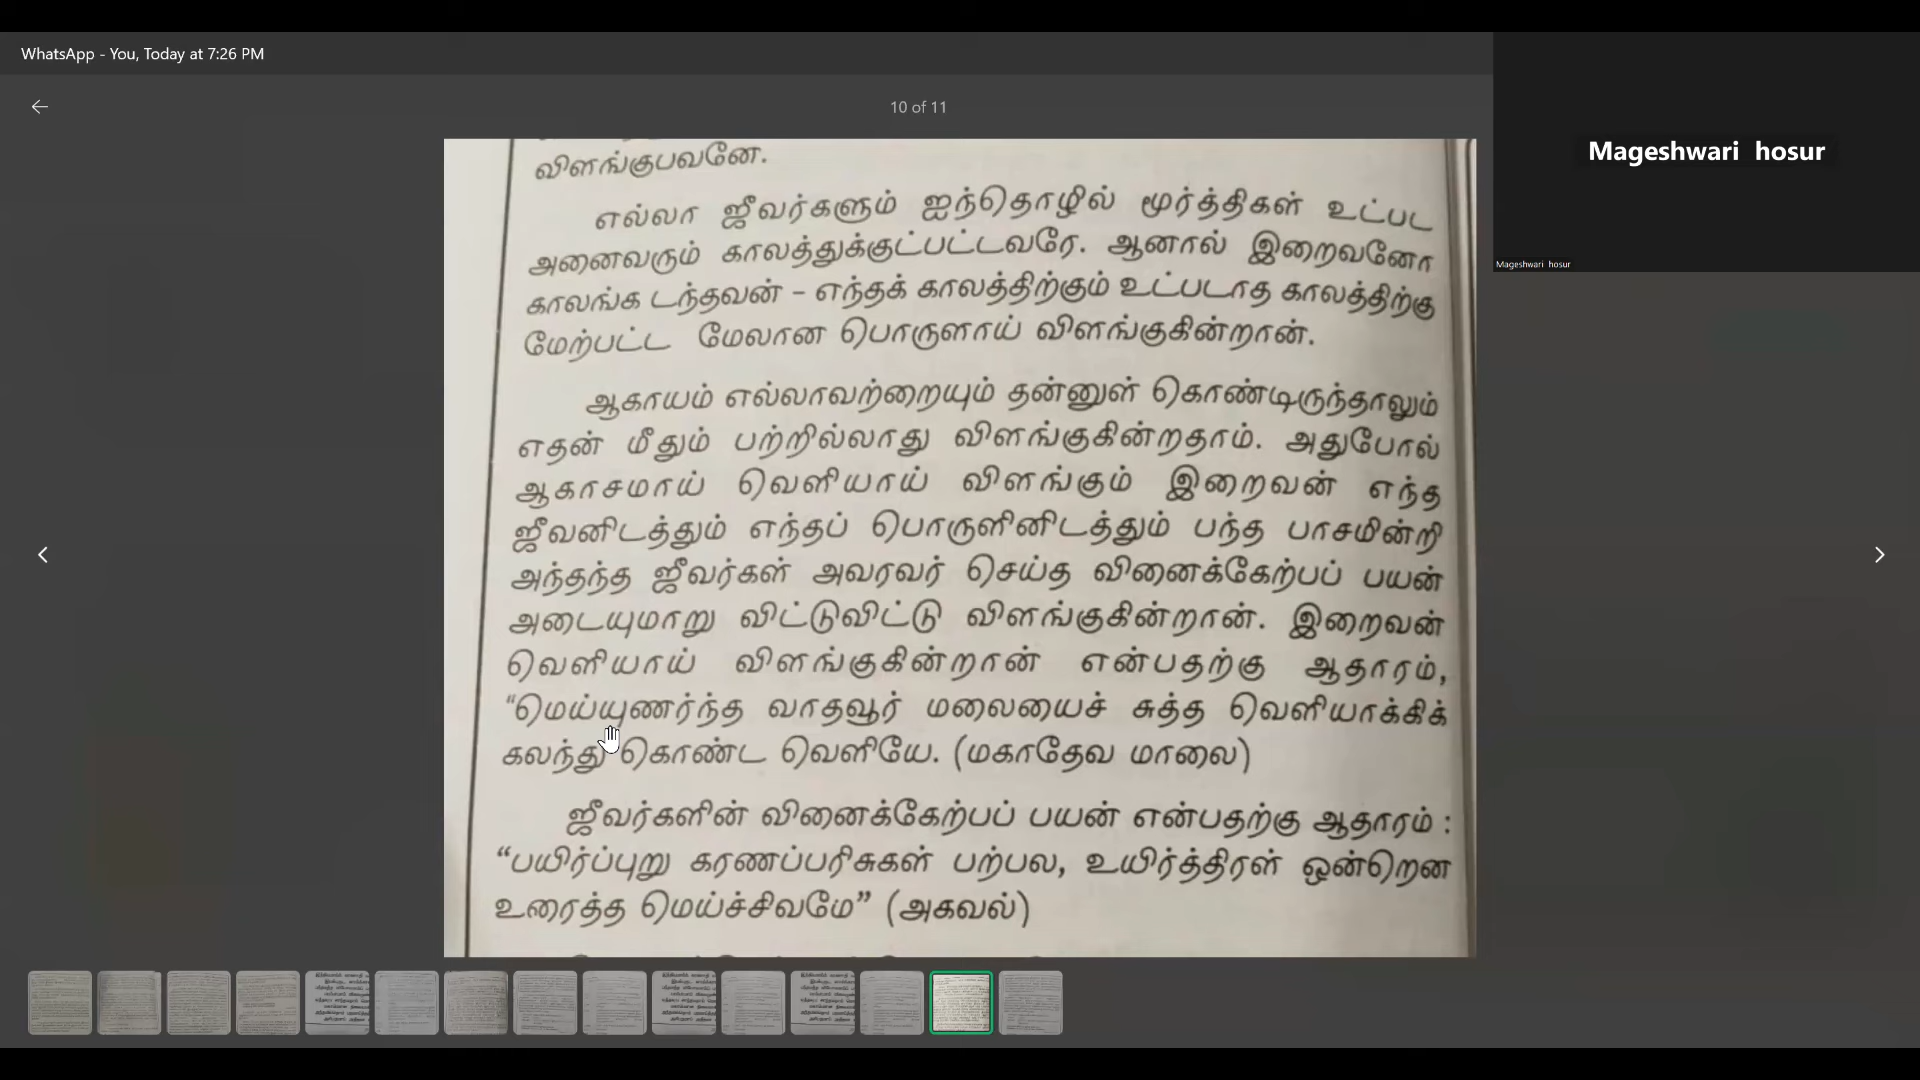 WhatsApp - You, Today at 7:26 PM
10 of 11
Mageshwari hosur
Mageshwari hosur
விளங்குபவனே.
எல்லா ஜீவர்களும் ஐந்தொழில் மூர்த்திகள் உட்பட
அனைவரும் காலத்துக்குட்பட்டவரே. ஆனால் இறைவனோ
காலங்க டந்தவன் - எந்தக் காலத்திற்கும் உட்படாத காலத்திற்கு
மேற்பட்ட மேலான பொருளாய் விளங்குகின்றான்.
ஆகாயம் எல்லாவற்றையும் தன்னுள் கொண்டிருந்தாலும்
எதன் மீதும் பற்றில்லாது விளங்குகின்றதாம். அதுபோல்
ஆகாசமாய் வெளியாய் விளங்கும் இறைவன் எந்த
ஜீவனிடத்தும் எந்தப் பொருளினிடத்தும் பந்த பாசமின்றி
அந்தந்த ஜீவர்கள் அவரவர் செய்த வினைக்கேற்பப் பயன்
அடையுமாறு விட்டுவிட்டு விளங்குகின்றான். இறைவன்
வெளியாய் விளங்குகின்றான் என்பதற்கு ஆதாரம்,
“மெய்யுணர்ந்த வாதவூர் மலையைச் சுத்த வெளியாக்கிக்
கலந்து கொண்ட வெளியே. (மகாதேவ மாலை)
ஜீவர்களின் வினைக்கேற்பப் பயன் என்பதற்கு ஆதாரம் :
“பயிர்ப்புறு கரணப்பரிசுகள் பற்பல, உயிர்த்திரள் ஒன்றென
உரைத்த மெய்ச்சிவமே” (அகவல்)